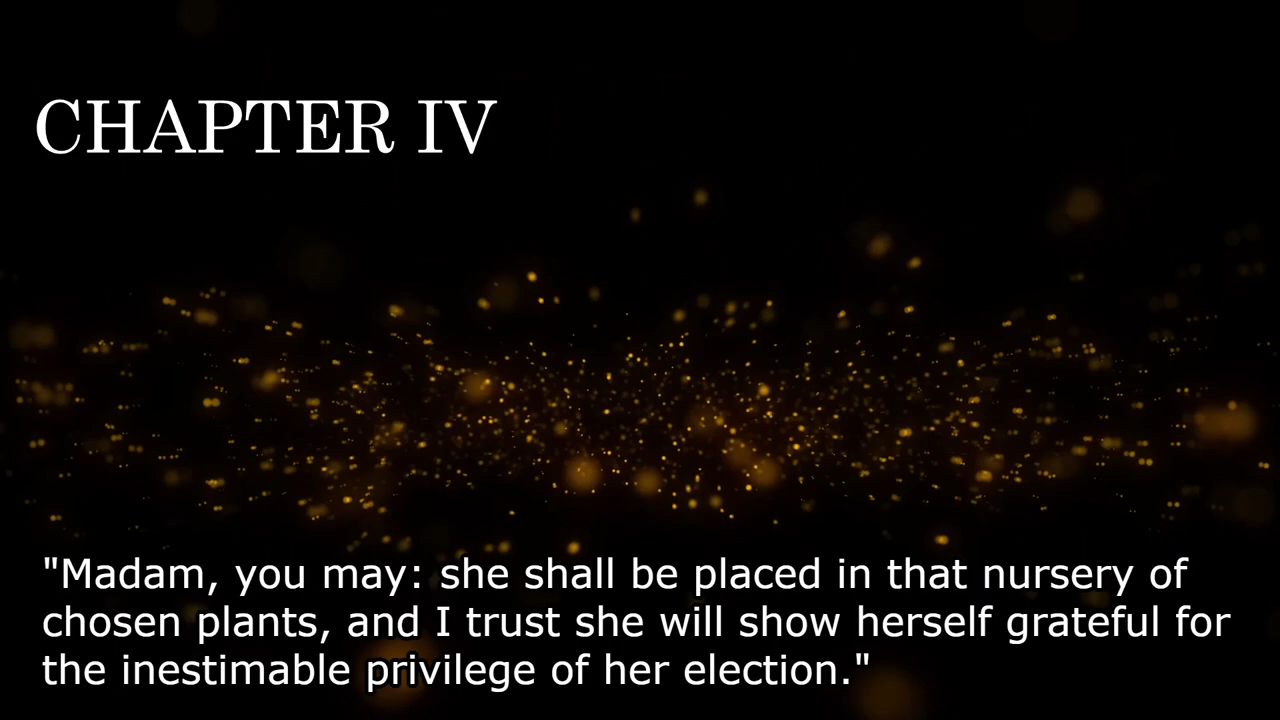 CHAPTER IV
"Madam, you may: she shall be placed in that nursery of
chosen plants, and I trust she will show herself grateful for
the inestimable privilege of her election."